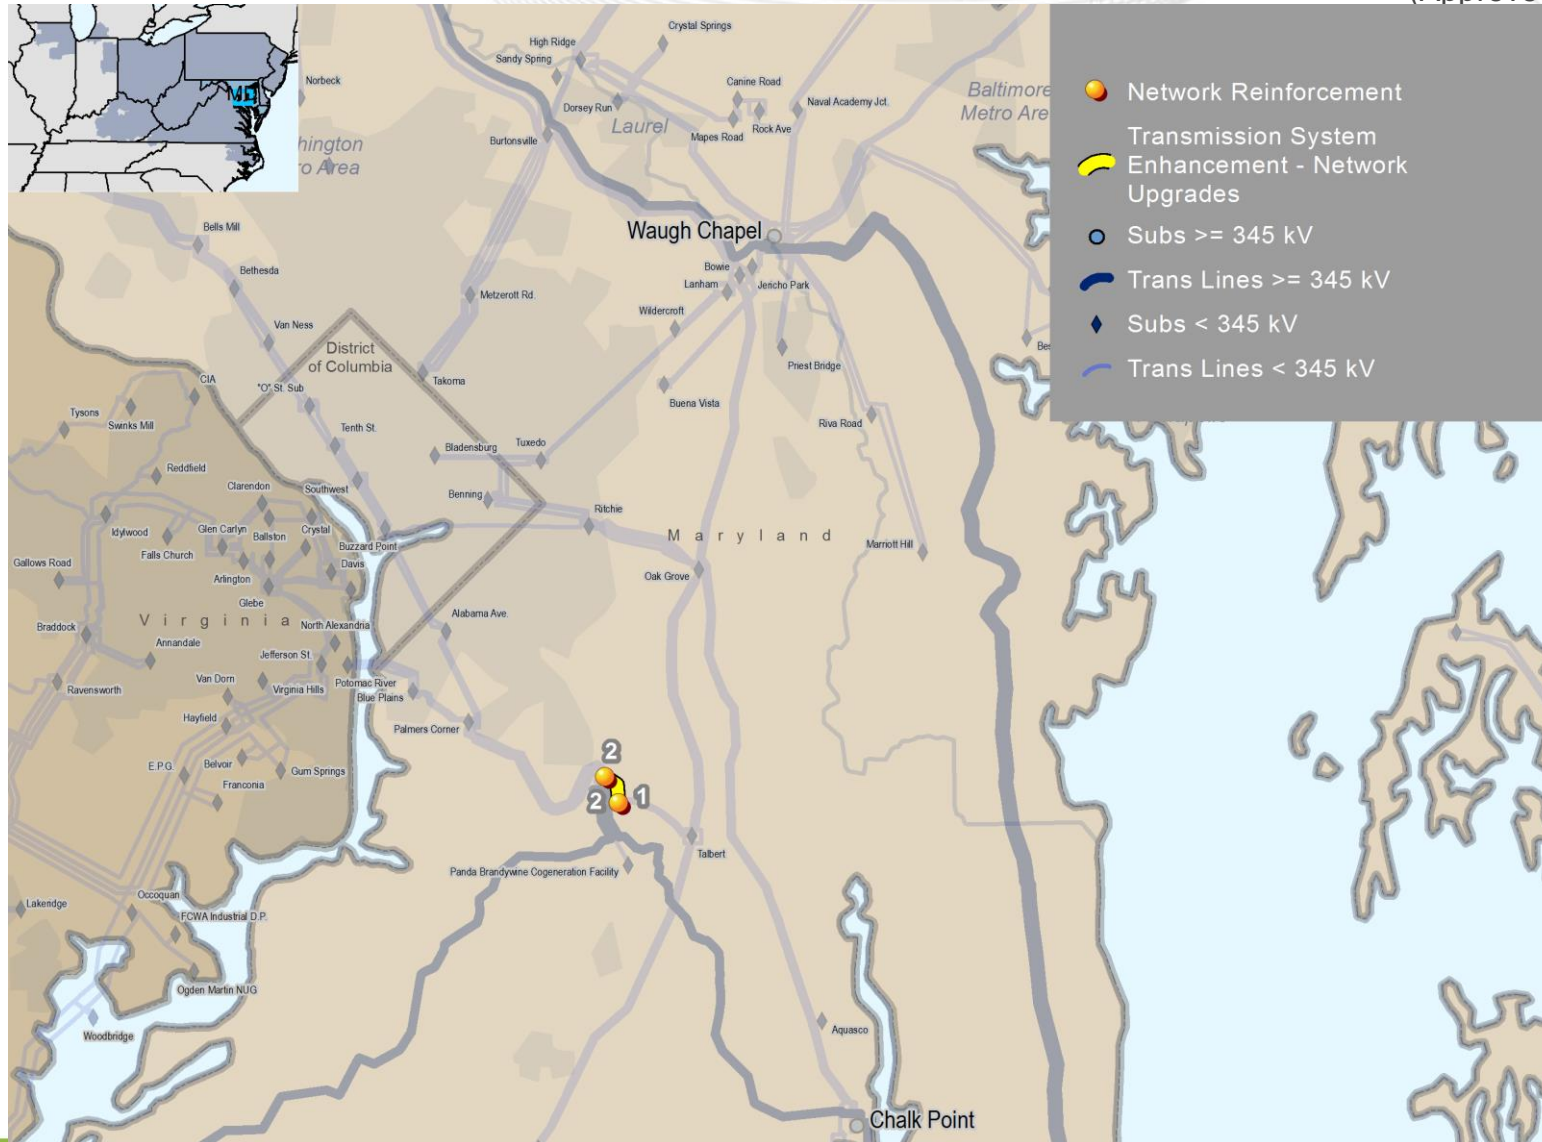 Crystal Springs
High Ridge
Sandy Spring
Norbeck
Canine Road
Baltimore
Metro Are
Naval Academy Jct.
Dorsey Run
Laurel
Mapes Road
Rock Ave
Burtonsville
hington
ro Area
Network Reinforcement
Transmission System
Enhancement - Network
Upgrades
Subs >= 345 kV
Trans Lines >= 345 kV
Subs < 345 kV
Trans Lines < 345 kV
Waugh Chapel
Bells Mill
Bethesda
Bowie
Lanham
Jericho Park
Metzerott Rd.
Wildercroft
Van Ness
District
of Columbia
Priest Bridge
CIA
"O" St. Sub
Takoma
Buena Vista
Riva Road
Tysons
Swinks Mill
Tenth St.
Bladensburg
Tuxedo
Reddfield
Clarendon
Southwest
Benning
Ritchie
Idylwood
Glen Carlyn
Ballston
Crystal
Falls Church
Buzzard Point
Maryland
Marriott Hill
Gallows Road
Arlington
Davis
Oak Grove
Glebe
Virginia
North Alexandria
Alabama Ave.
Braddock
Annandale
Jefferson St.
Van Dorn
Virginia Hills
Potomac River
Blue Plains
Ravensworth
Hayfield
Palmers Corner
E.P.G.
Belvoir
Gum Springs
Franconia
2
2
1
Talbert
Panda Brandywine Cogeneration Facility
Lakeridge
Occoquan
FCWA Industrial D.P.
Ogden Martin NUG
Woodbridge
Aquasco
Chalk Point